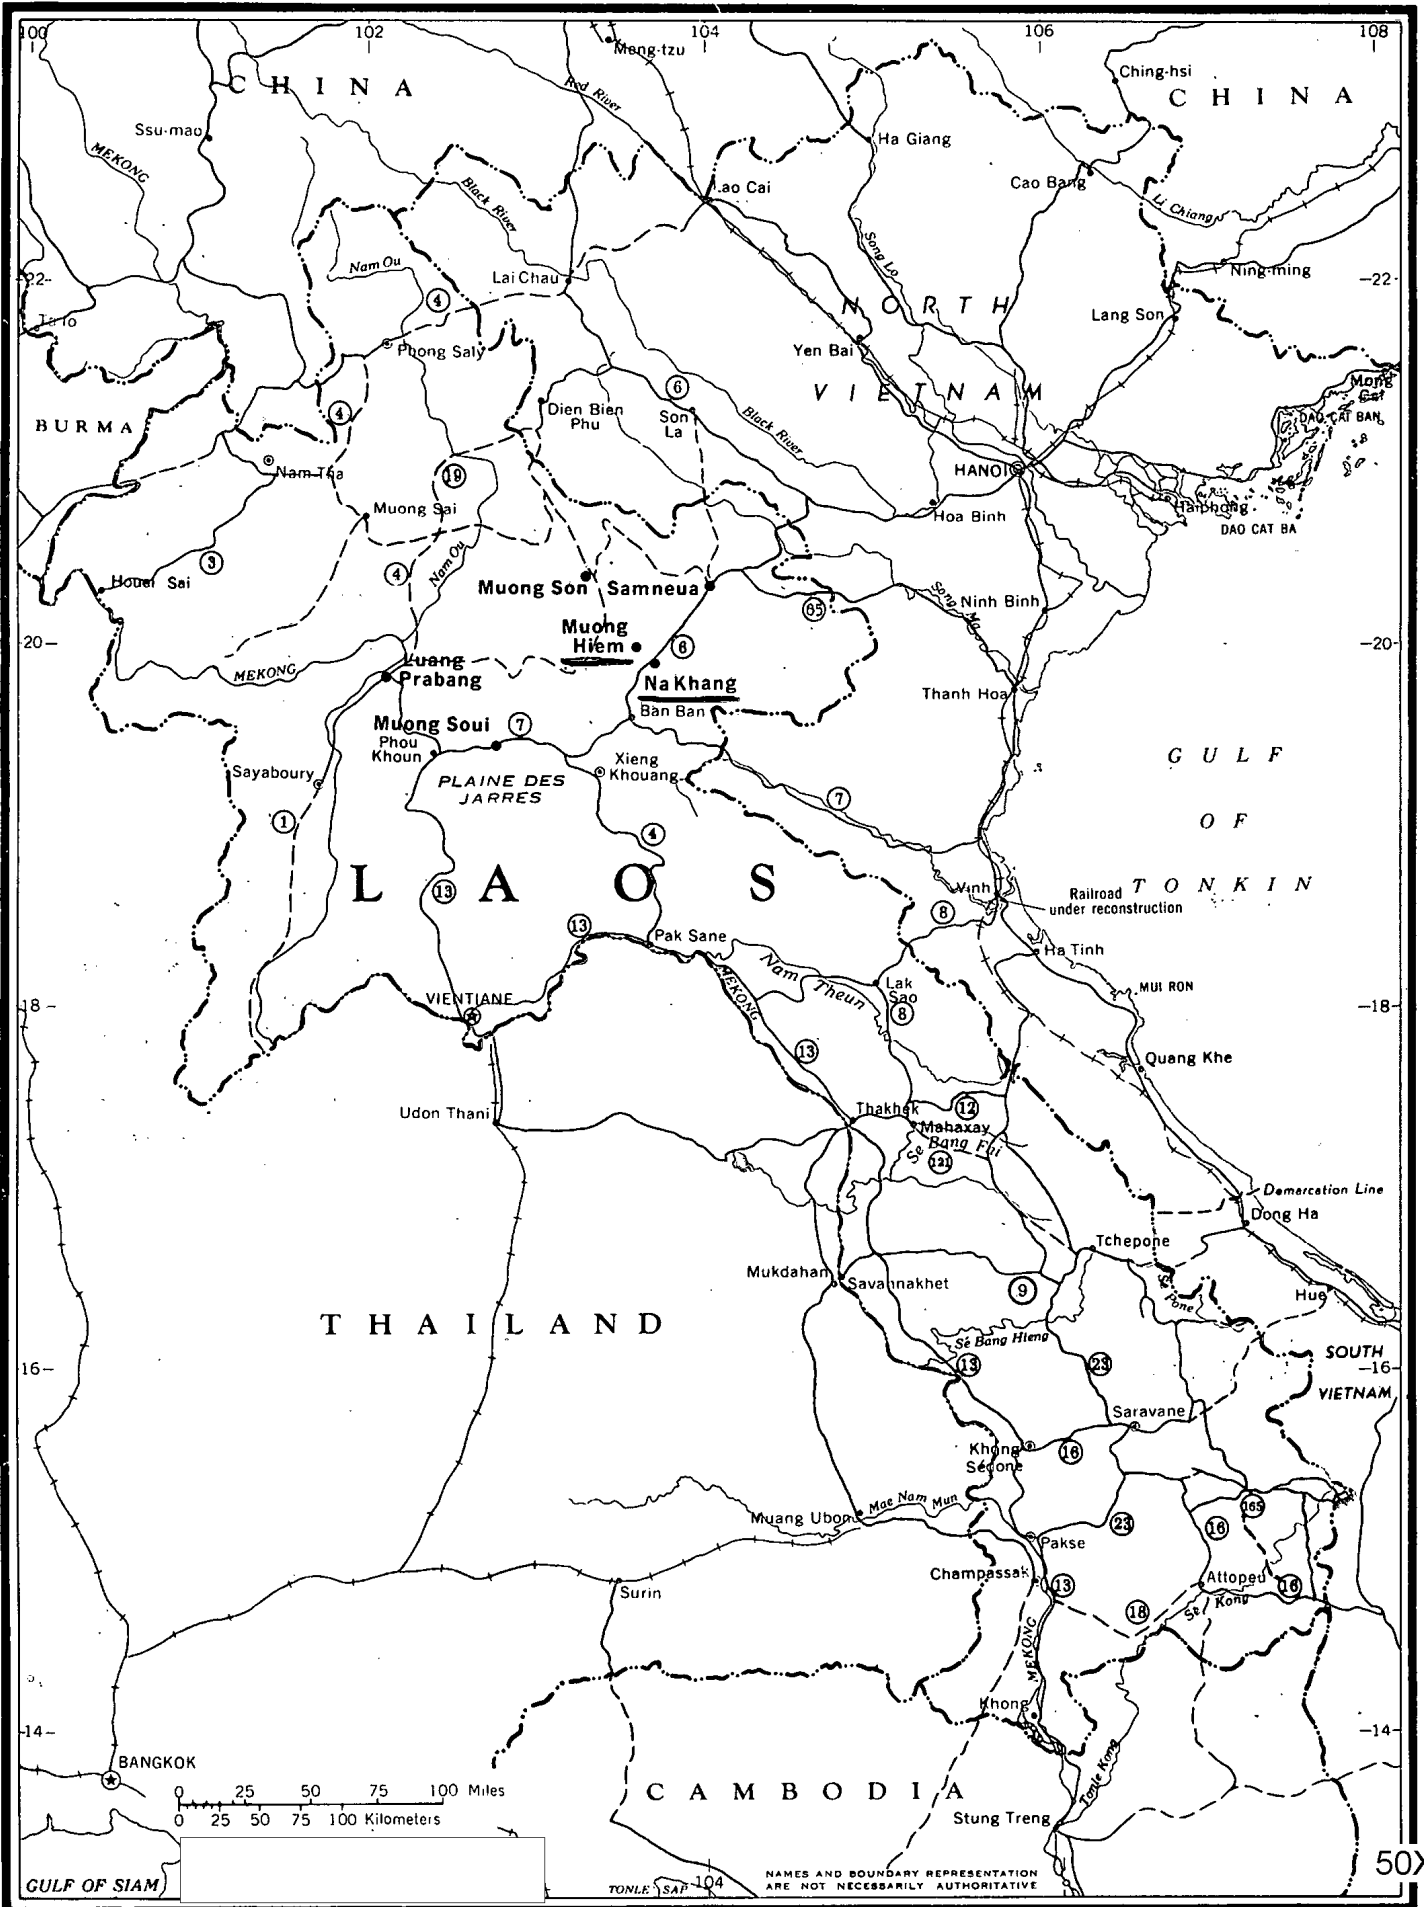 100
102
104
106
108
Meng-tzu
Ching-hsi
CHINA
CHINA
Red River
Ssu-mao
MEKONG
Ha Giang
Cao Bang
Lao Cai
Black River
Li Chiang
Song Lo
Nam Ou
Lai Chau
Ning-ming
22
-22-
4
NORTH
Ta-lo
Lang Son
Phong Saly
Yen Bai
VIETNAM
6
Mong
Cai
4
Dien Bien
Phu
Son
La
Black River
DAO CAI BAN
BURMA
HANOI
Nam Tha
19
Muong Sai
Haiphong
Hoa Binh
DAO CAT BA
3
4
Nam Ou
Houei Sai
Muong Son
Samneua
65
Song Ma
Ninh Binh
Muong
Hiem
6
-20-
-20-
MEKONG
Luang
Prabang
Na Khang
Thanh Hoa
Ban Ban
Muong Soui
7
Phou
Khoun
Xieng
Khouang
GULF
OF
TONKIN
Sayaboury
PLAINE DES
JARRES
7
1
4
LAOS
13
Vinh
Railroad
under reconstruction
8
13
Pak Sane
Ha Tinh
Nam Theun
MEKONG
Lak
Sao
8
MUI RON
VIENTIANE
-18-
-18-
13
Quang Khe
Udon Thani
Thakhek
12
Mahaxay
Se Bang Fai
121
Demarcation Line
Dong Ha
Tchepone
Mukdahan
Savannakhet
9
Se Pone
Hue
THAILAND
Sé Bang Hieng
13
23
SOUTH
VIETNAM
-16-
-16-
Saravane
Khong
Sédone
16
Muang Ubon
Mae Nam Mun
165
23
16
Pakse
Champassak
13
Attopeu
16
Surin
18
Se Kong
MEKONG
Khong
-14-
-14-
BANGKOK
Tonle Kong
0 25 50 75 100 Miles
0 25 50 75 100 Kilometers
CAMBODIA
Stung Treng
50X
GULF OF SIAM
TONLE SAP
104
NAMES AND BOUNDARY REPRESENTATION
ARE NOT NECESSARILY AUTHORITATIVE